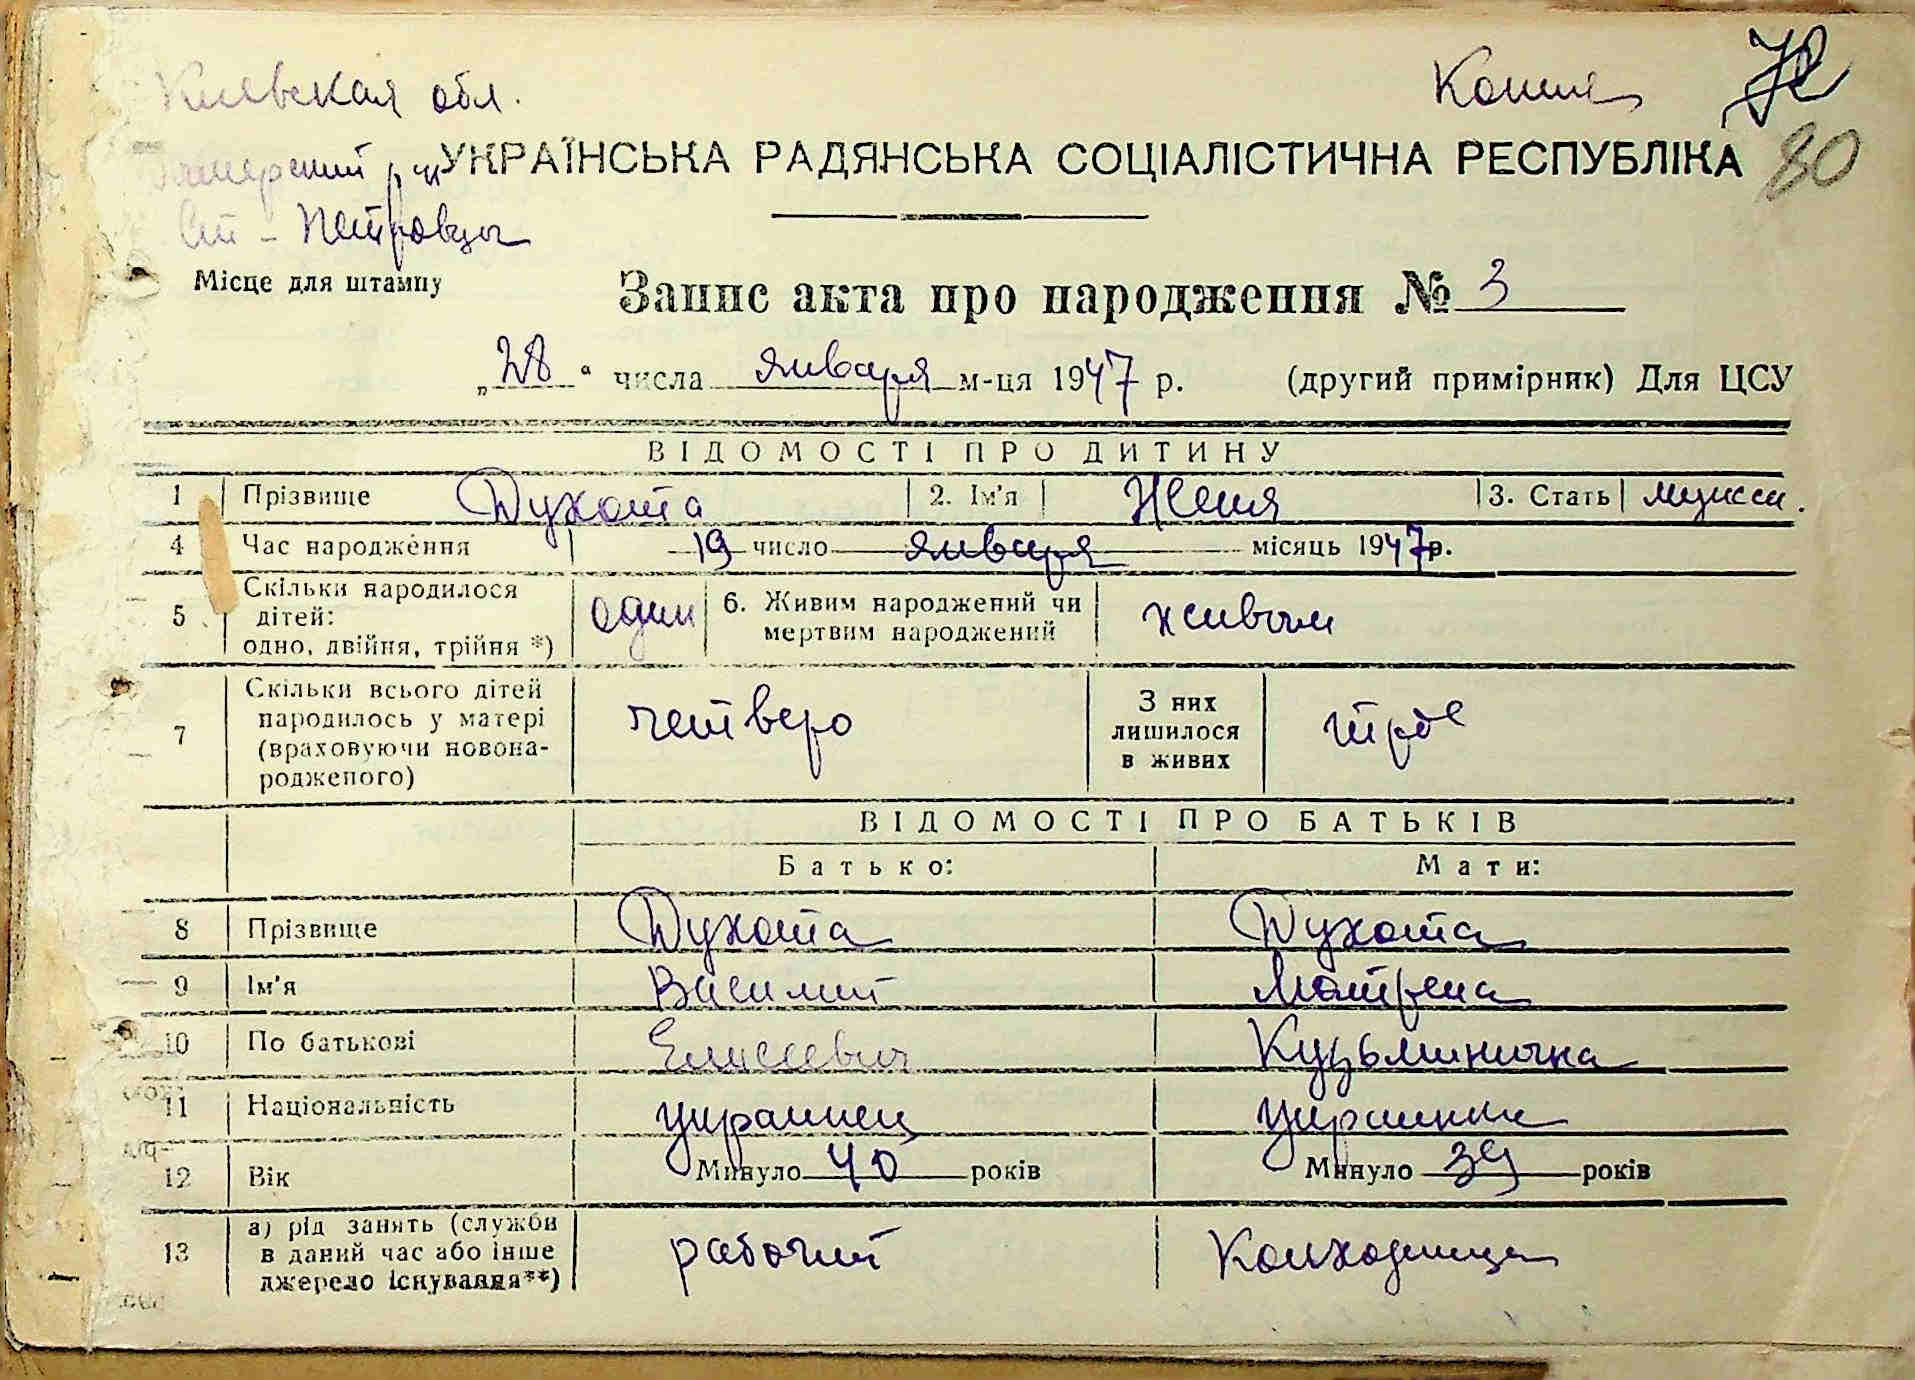 Киевская обл. Копия
УКРАЇНСЬКА РАДЯНСЬКА СОЦІАЛІСТИЧНА РЕСПУБЛІКА 80
Ст - Петровцы
Місце для штампу
Запис акта про народження № 3
„28“ числа января м-ця 1947 р. (другий примірник) Для ЦСУ
ВІДОМОСТІ ПРО ДИТИНУ
1 Прізвище Духота 2. Ім'я Женя 3. Стать мужск.
4 Час народження 19 число января місяць 1947р.
5 Скільки народилося дітей: одно, двійня, трійня *) один 6. Живим народжений чи мертвим народжений живым
7 Скільки всього дітей народилось у матері (враховуючи новонародженого) четверо З них лишилося в живих трое
ВІДОМОСТІ ПРО БАТЬКІВ
Батько: Мати:
8 Прізвище Духота Духота
9 Ім'я Василий Мотрена
10 По батькові Елисеевич Кузьминична
11 Національність украинец украинка
12 Вік Минуло 40 років Минуло 39 років
13 а) рід занять (служби в даний час або інше джерело існування**) рабочий Колхозница